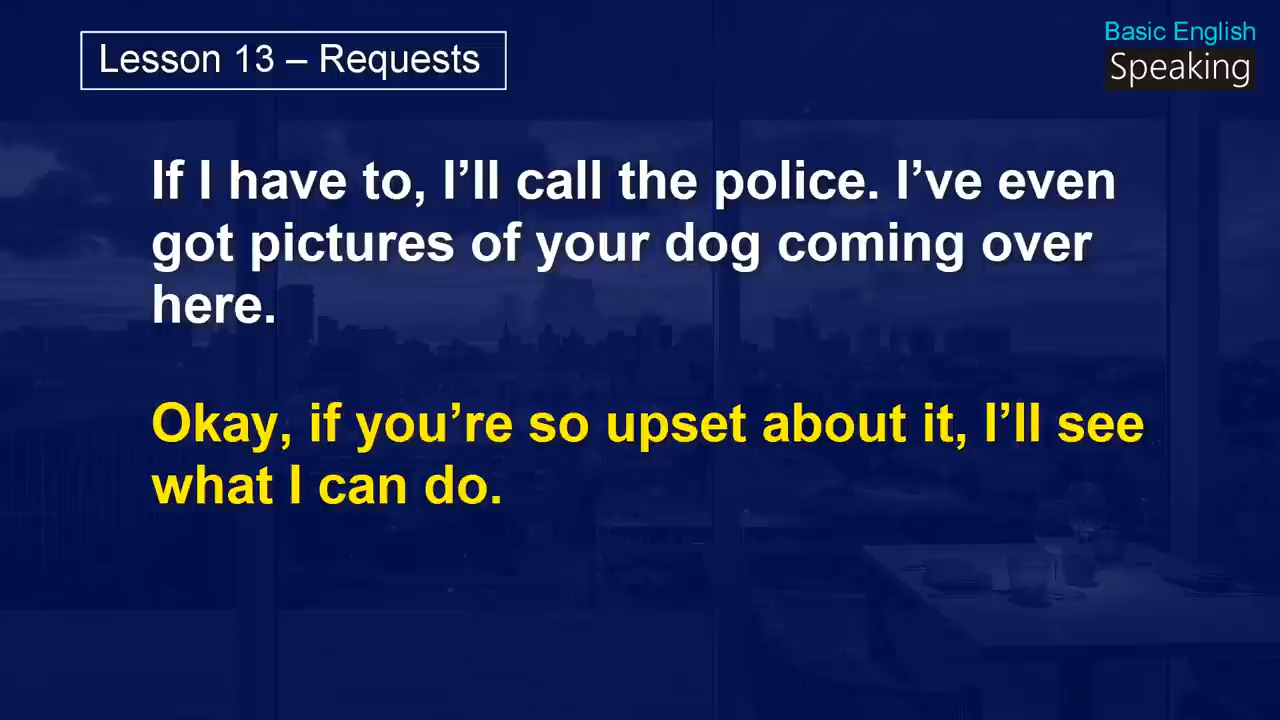 Lesson 13 – Requests
Basic English
Speaking
If I have to, I’ll call the police. I’ve even
got pictures of your dog coming over
here.
Okay, if you’re so upset about it, I’ll see
what I can do.